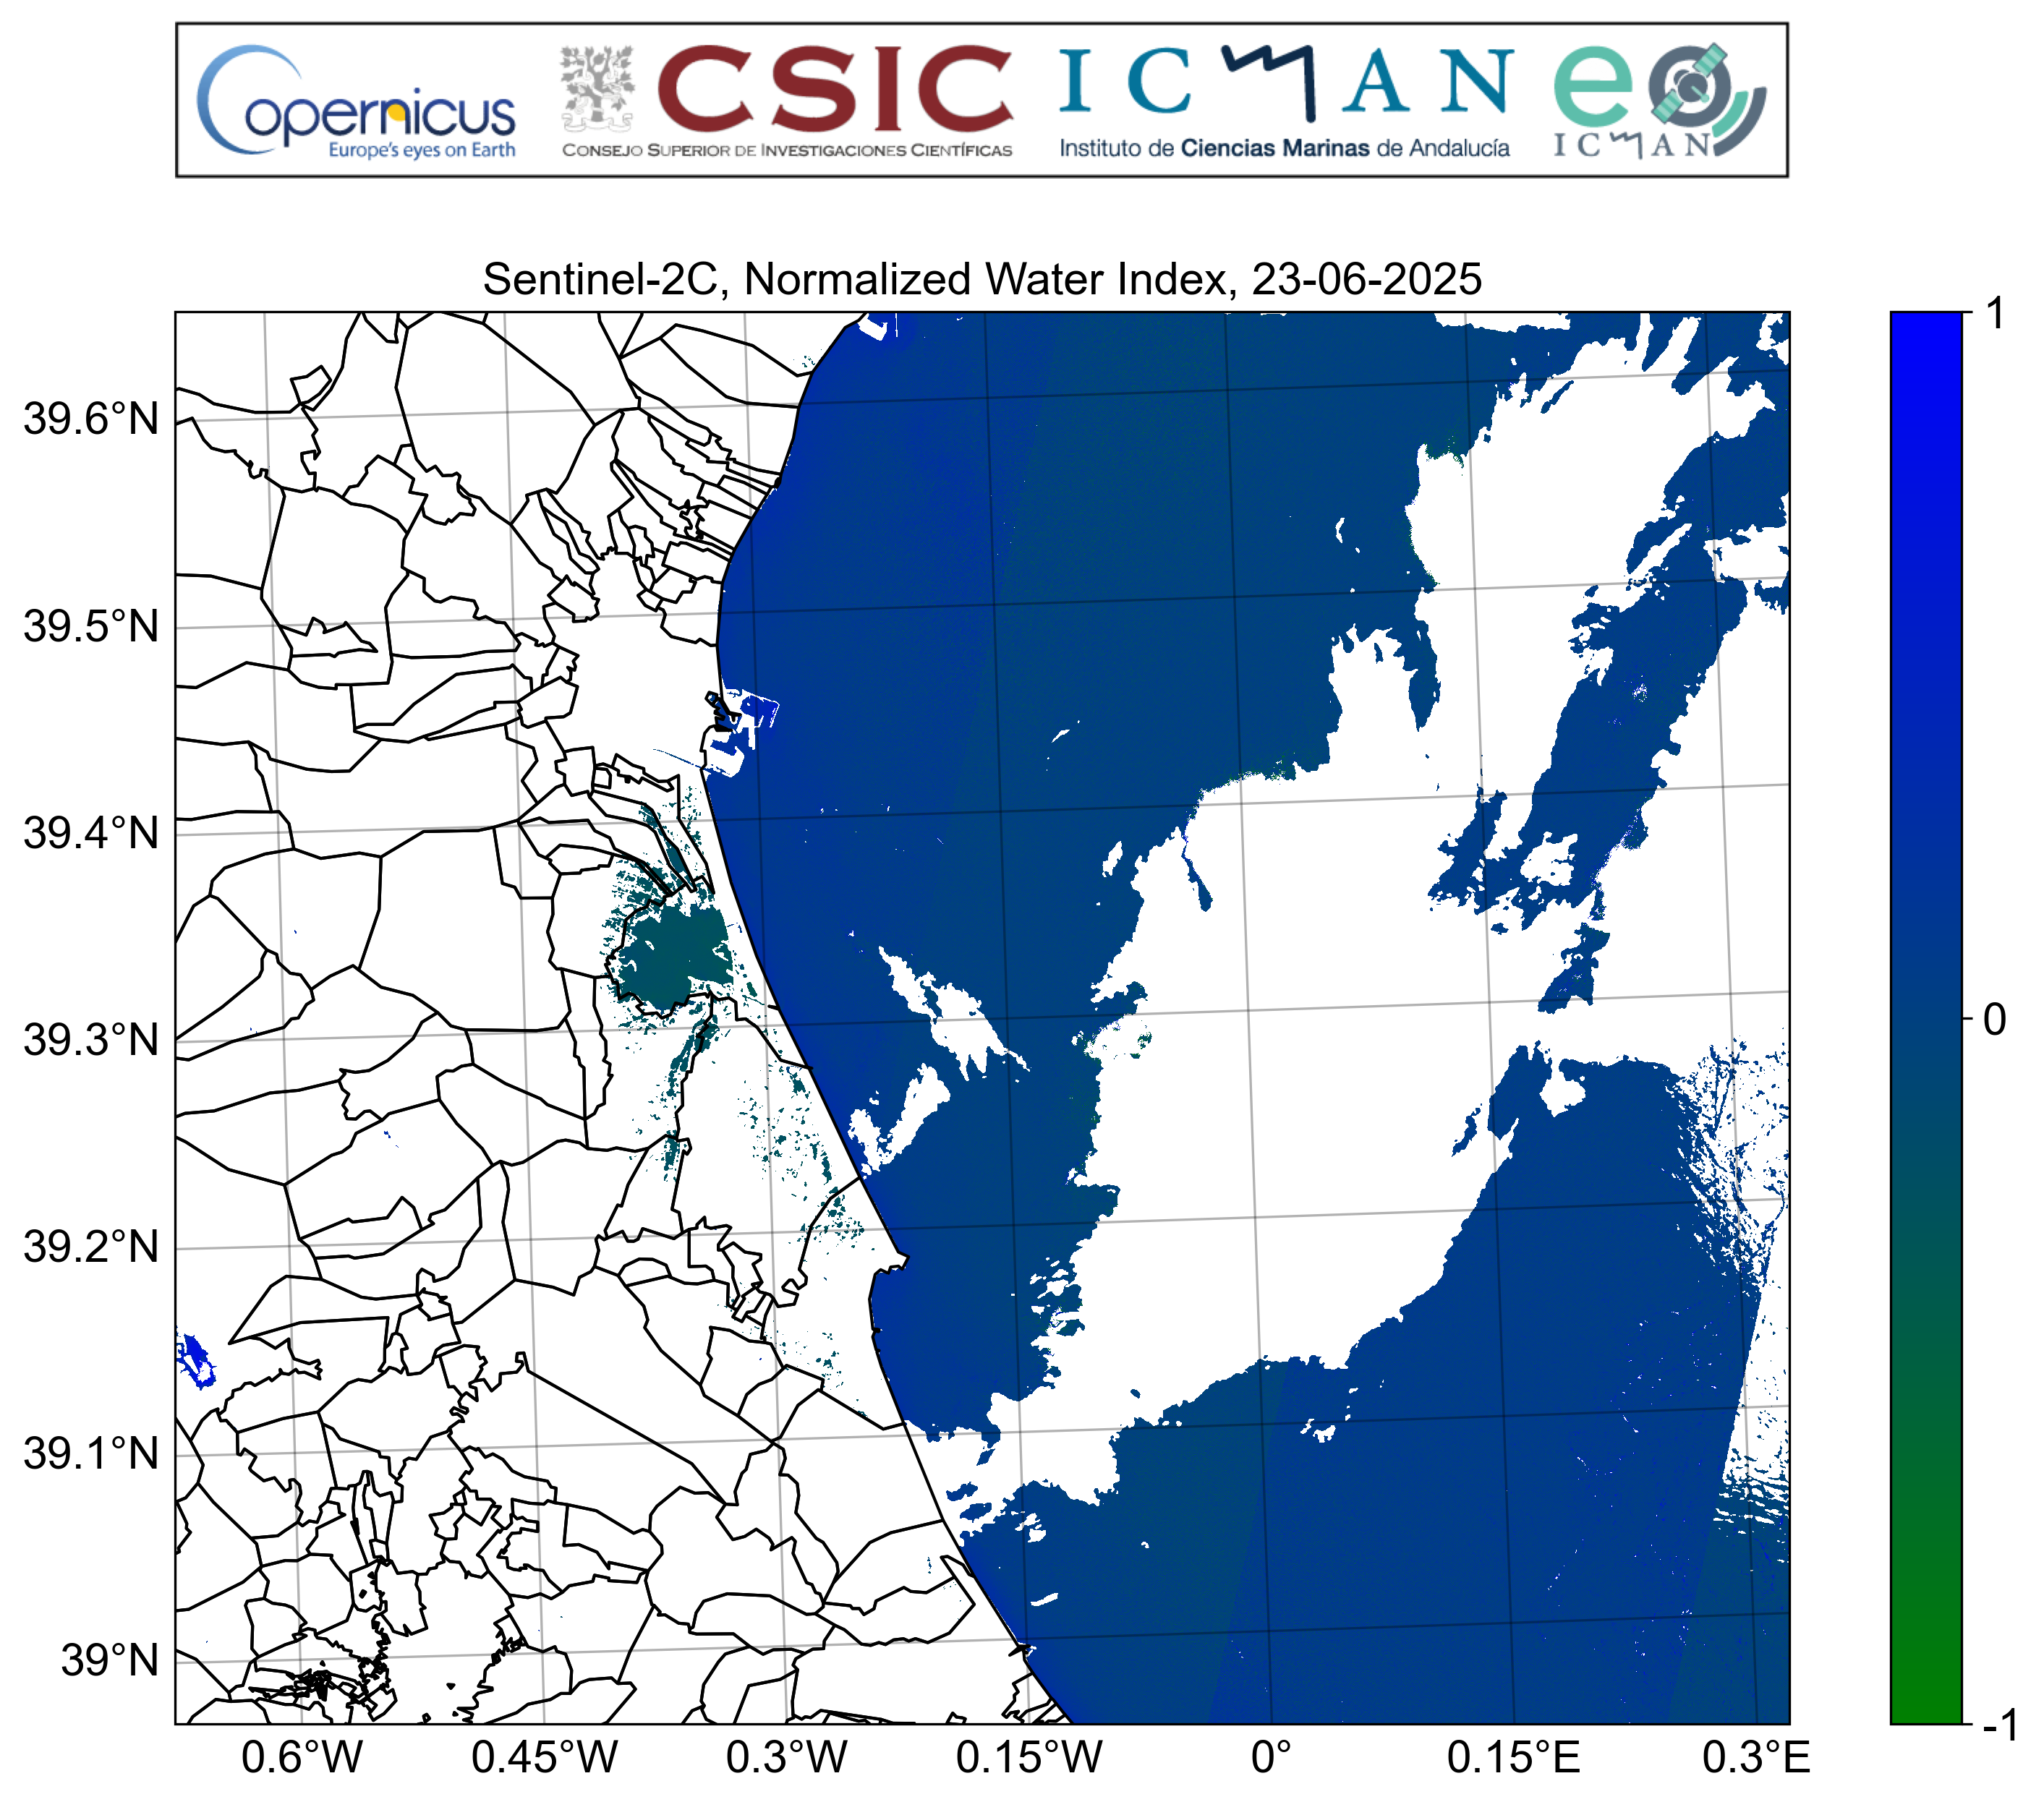 Copernicus
Europe's eyes on Earth
CSIC
CONSEJO SUPERIOR DE INVESTIGACIONES CIENTÍFICAS
ICMAN
Instituto de Ciencias Marinas de Andalucía
eo
ICMAN
Sentinel-2C, Normalized Water Index, 23-06-2025
39.6°N
39.5°N
39.4°N
39.3°N
39.2°N
39.1°N
39°N
0.6°W
0.45°W
0.3°W
0.15°W
0°
0.15°E
0.3°E
1
0
-1